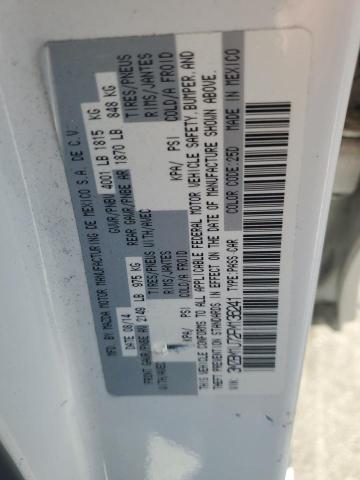 MFD. BY MAZDA MOTOR MANUFACTURING DE MEXICO S.A. DE C.V.
DATE 08/14 GVWR/PNBV 4001 LB 1815 KG
FRONT GAWR/PNBE AV 2149 LB 975 KG REAR GAWR/PNBE AR 1870 LB 848 KG
TIRES/PNEUS WITH/AVEC TIRES/PNEUS WITH/AVEC
RIMS/JANTES RIMS/JANTES
COLD/A FROID COLD/A FROID
KPA/ PSI KPA/ PSI
THIS VEHICLE CONFORMS TO ALL APPLICABLE FEDERAL MOTOR VEHICLE SAFETY, BUMPER, AND
THEFT PREVENTION STANDARDS IN EFFECT ON THE DATE OF MANUFACTURE SHOWN ABOVE.
TYPE:PASS.CAR COLOR CODE:25D MADE IN MEXICO